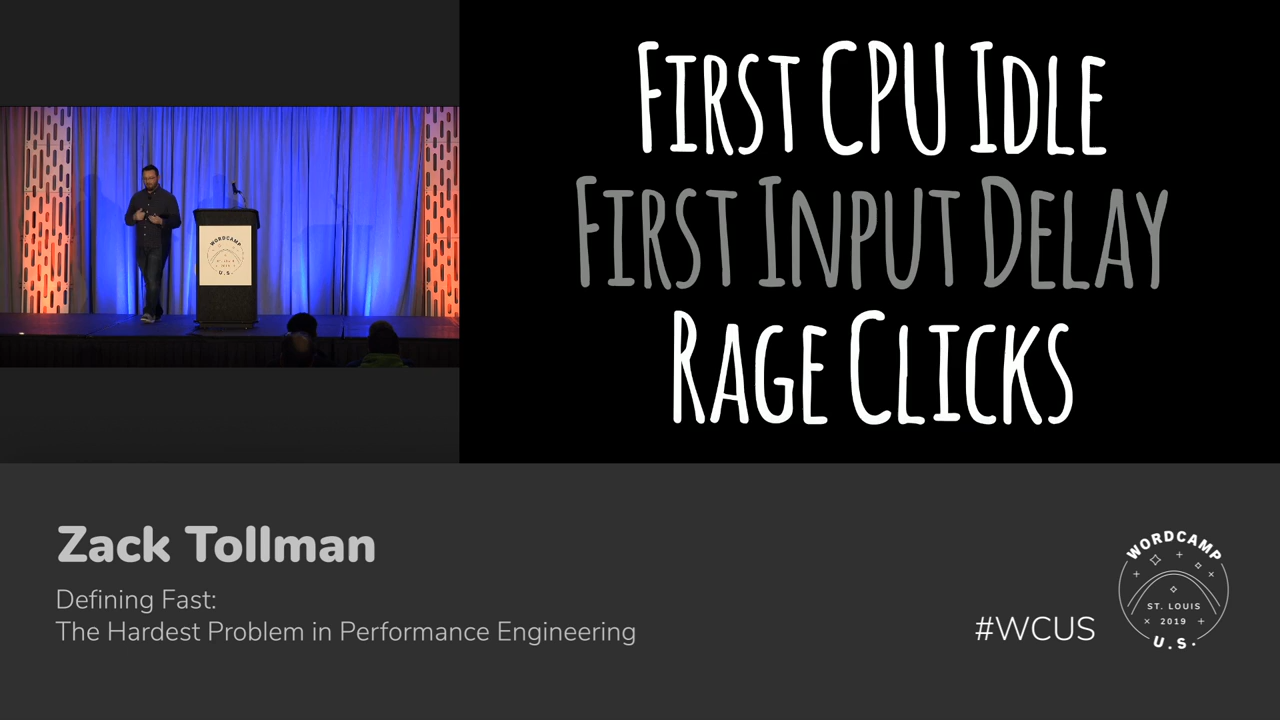 FIRST CPU IDLE
FIRST INPUT DELAY
RAGE CLICKS
WORDCAMP
U.S.
Zack Tollman
Defining Fast:
The Hardest Problem in Performance Engineering
#WCUS
WORDCAMP
ST. LOUIS
2019
U.S.